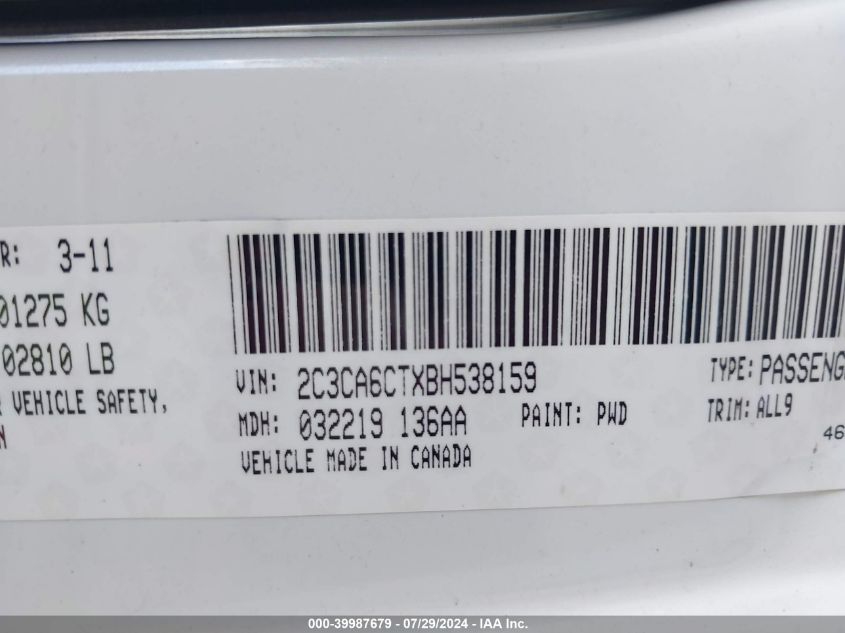 R: 3-11
01275 KG
02810 LB
VEHICLE SAFETY,
VIN: 2C3CA6CTXBH538159
TYPE: PASSENG
MDH: 032219 136AA
PAINT: PWD
TRIM: ALL9
VEHICLE MADE IN CANADA
46
000-39987679 - 07/29/2024 - IAA Inc.